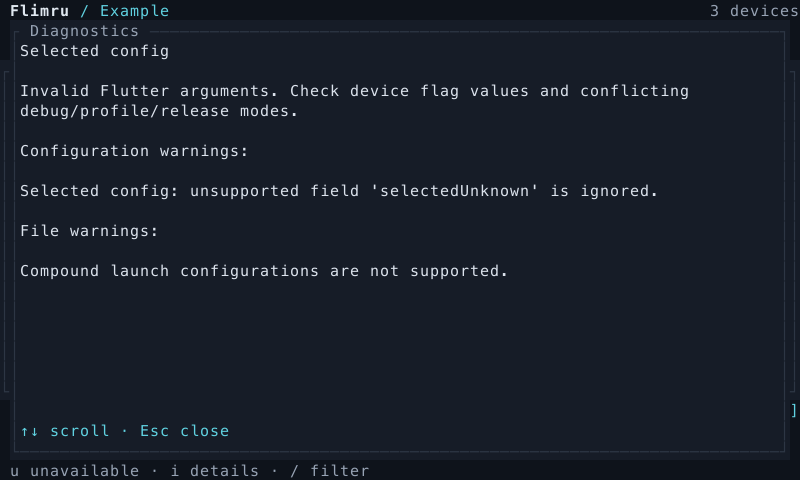 Flimru / Example 3 devices
Diagnostics
Selected config
Invalid Flutter arguments. Check device flag values and conflicting
debug/profile/release modes.
Configuration warnings:
Selected config: unsupported field 'selectedUnknown' is ignored.
File warnings:
Compound launch configurations are not supported.
]
↑↓ scroll · Esc close
u unavailable · i details · / filter